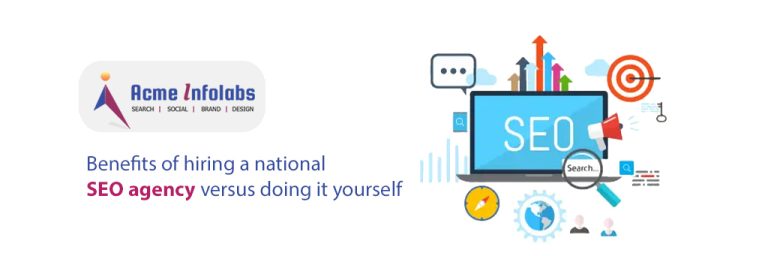 Acme Infolabs
SEARCH | SOCIAL | BRAND | DESIGN
Benefits of hiring a national
SEO agency versus doing it yourself
SEO
Search...